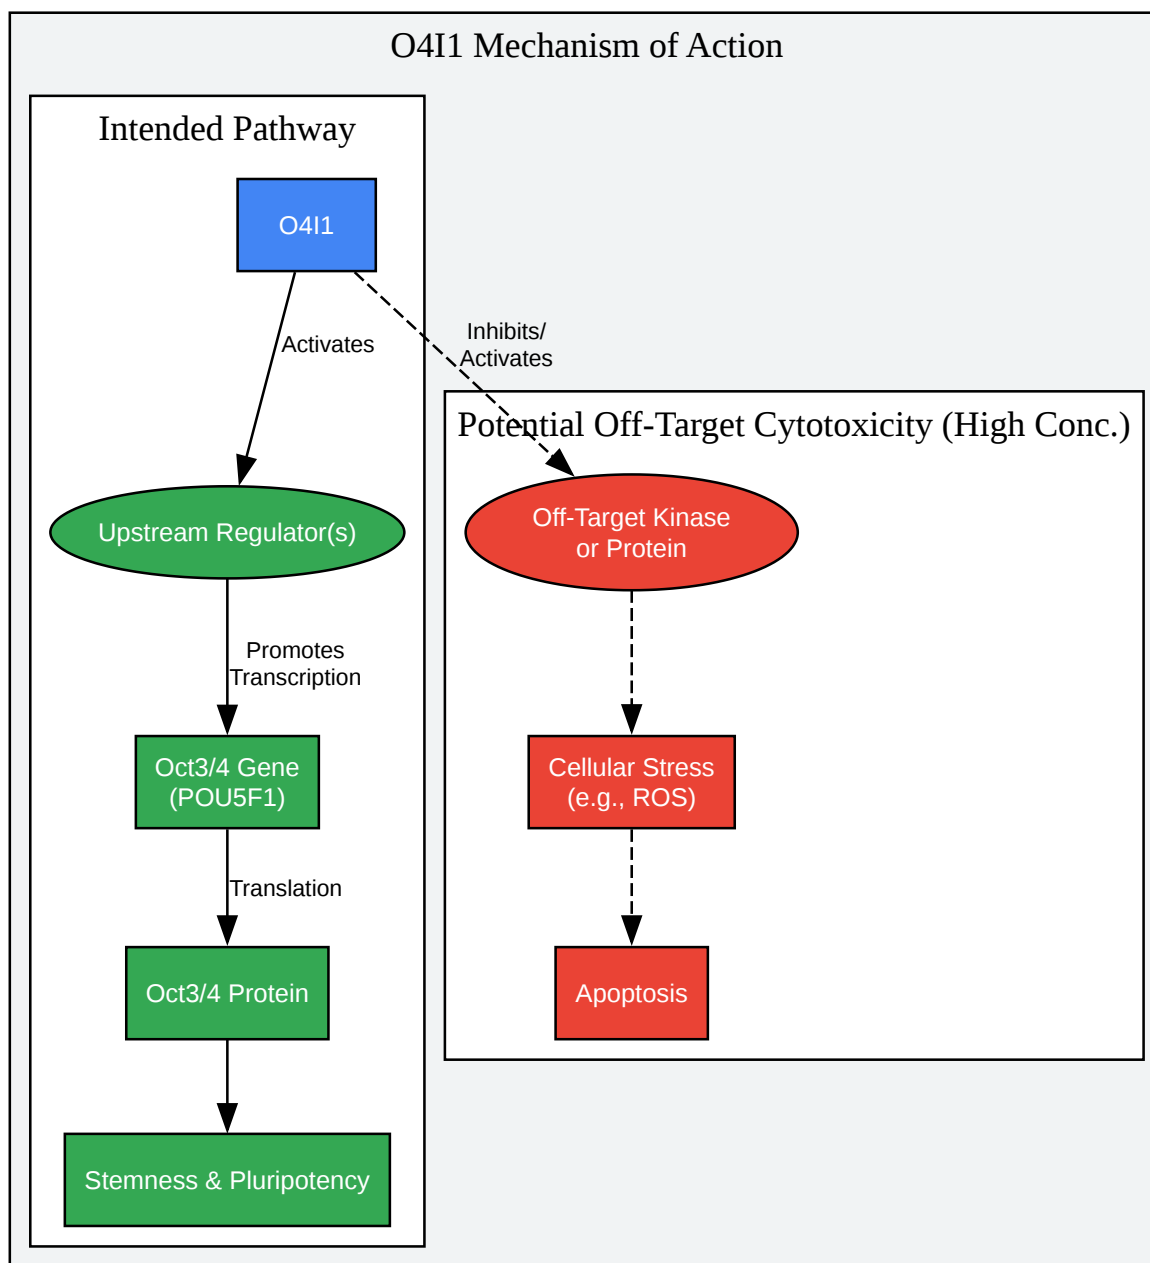 O4I1 Mechanism of Action
Intended Pathway
O4I1
Activates
Inhibits/
Activates
Potential Off-Target Cytotoxicity (High Conc.)
Upstream Regulator(s)
Off-Target Kinase
or Protein
Promotes
Transcription
Oct3/4 Gene
(POU5F1)
Cellular Stress
(e.g., ROS)
Translation
Oct3/4 Protein
Apoptosis
Stemness & Pluripotency